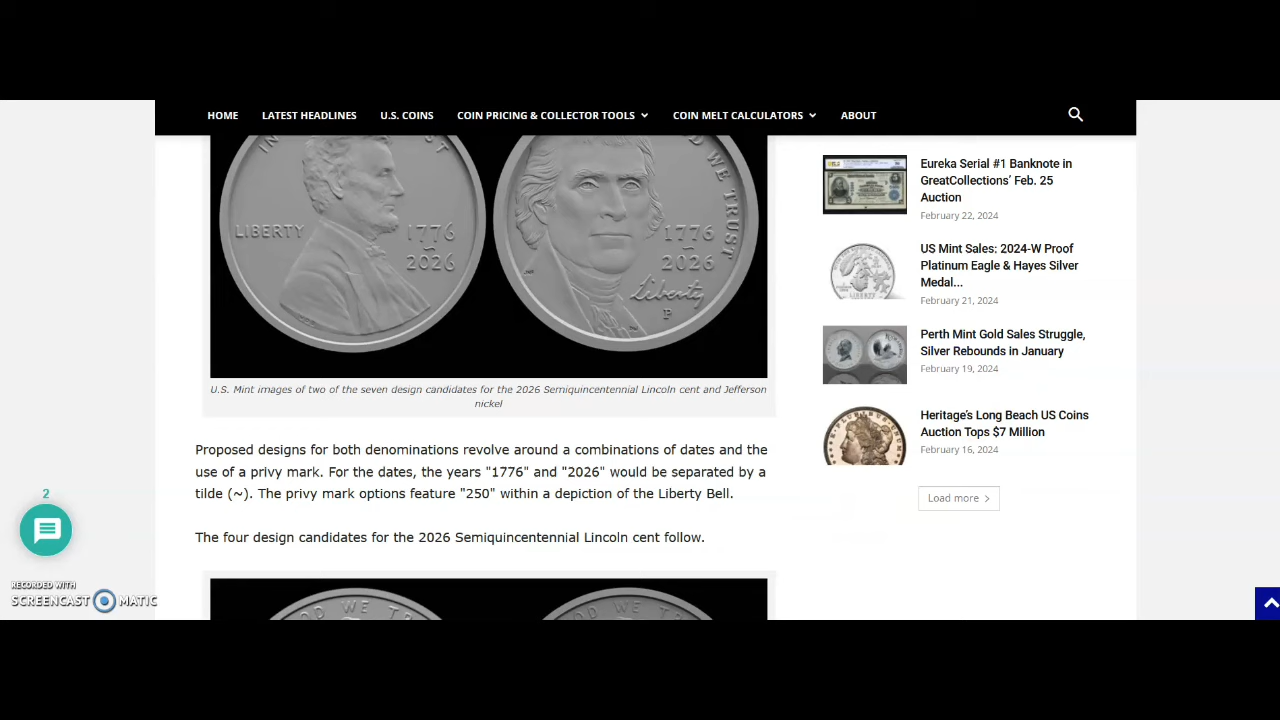 HOME LATEST HEADLINES U.S. COINS COIN PRICING & COLLECTOR TOOLS COIN MELT CALCULATORS ABOUT
LIBERTY
1776
~
2026
WE TRUST
1776
~
2026
Liberty
P
U.S. Mint images of two of the seven design candidates for the 2026 Semiquincentennial Lincoln cent and Jefferson
nickel
Proposed designs for both denominations revolve around a combinations of dates and the
use of a privy mark. For the dates, the years "1776" and "2026" would be separated by a
tilde (~). The privy mark options feature "250" within a depiction of the Liberty Bell.
The four design candidates for the 2026 Semiquincentennial Lincoln cent follow.
Eureka Serial #1 Banknote in
GreatCollections’ Feb. 25
Auction
February 22, 2024
US Mint Sales: 2024-W Proof
Platinum Eagle & Hayes Silver
Medal...
February 21, 2024
Perth Mint Gold Sales Struggle,
Silver Rebounds in January
February 19, 2024
Heritage’s Long Beach US Coins
Auction Tops $7 Million
February 16, 2024
Load more
2
RECORDED WITH
SCREENCAST MATIC